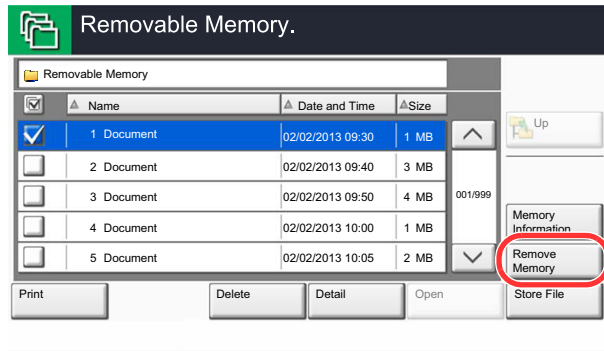 Removable Memory.
Removable Memory
Name Date and Time Size
1 Document 02/02/2013 09:30 1 MB
2 Document 02/02/2013 09:40 3 MB
3 Document 02/02/2013 09:50 4 MB
4 Document 02/02/2013 10:00 1 MB
5 Document 02/02/2013 10:05 2 MB
001/999
Up
Memory
Information
Remove
Memory
Print Delete Detail Open Store File